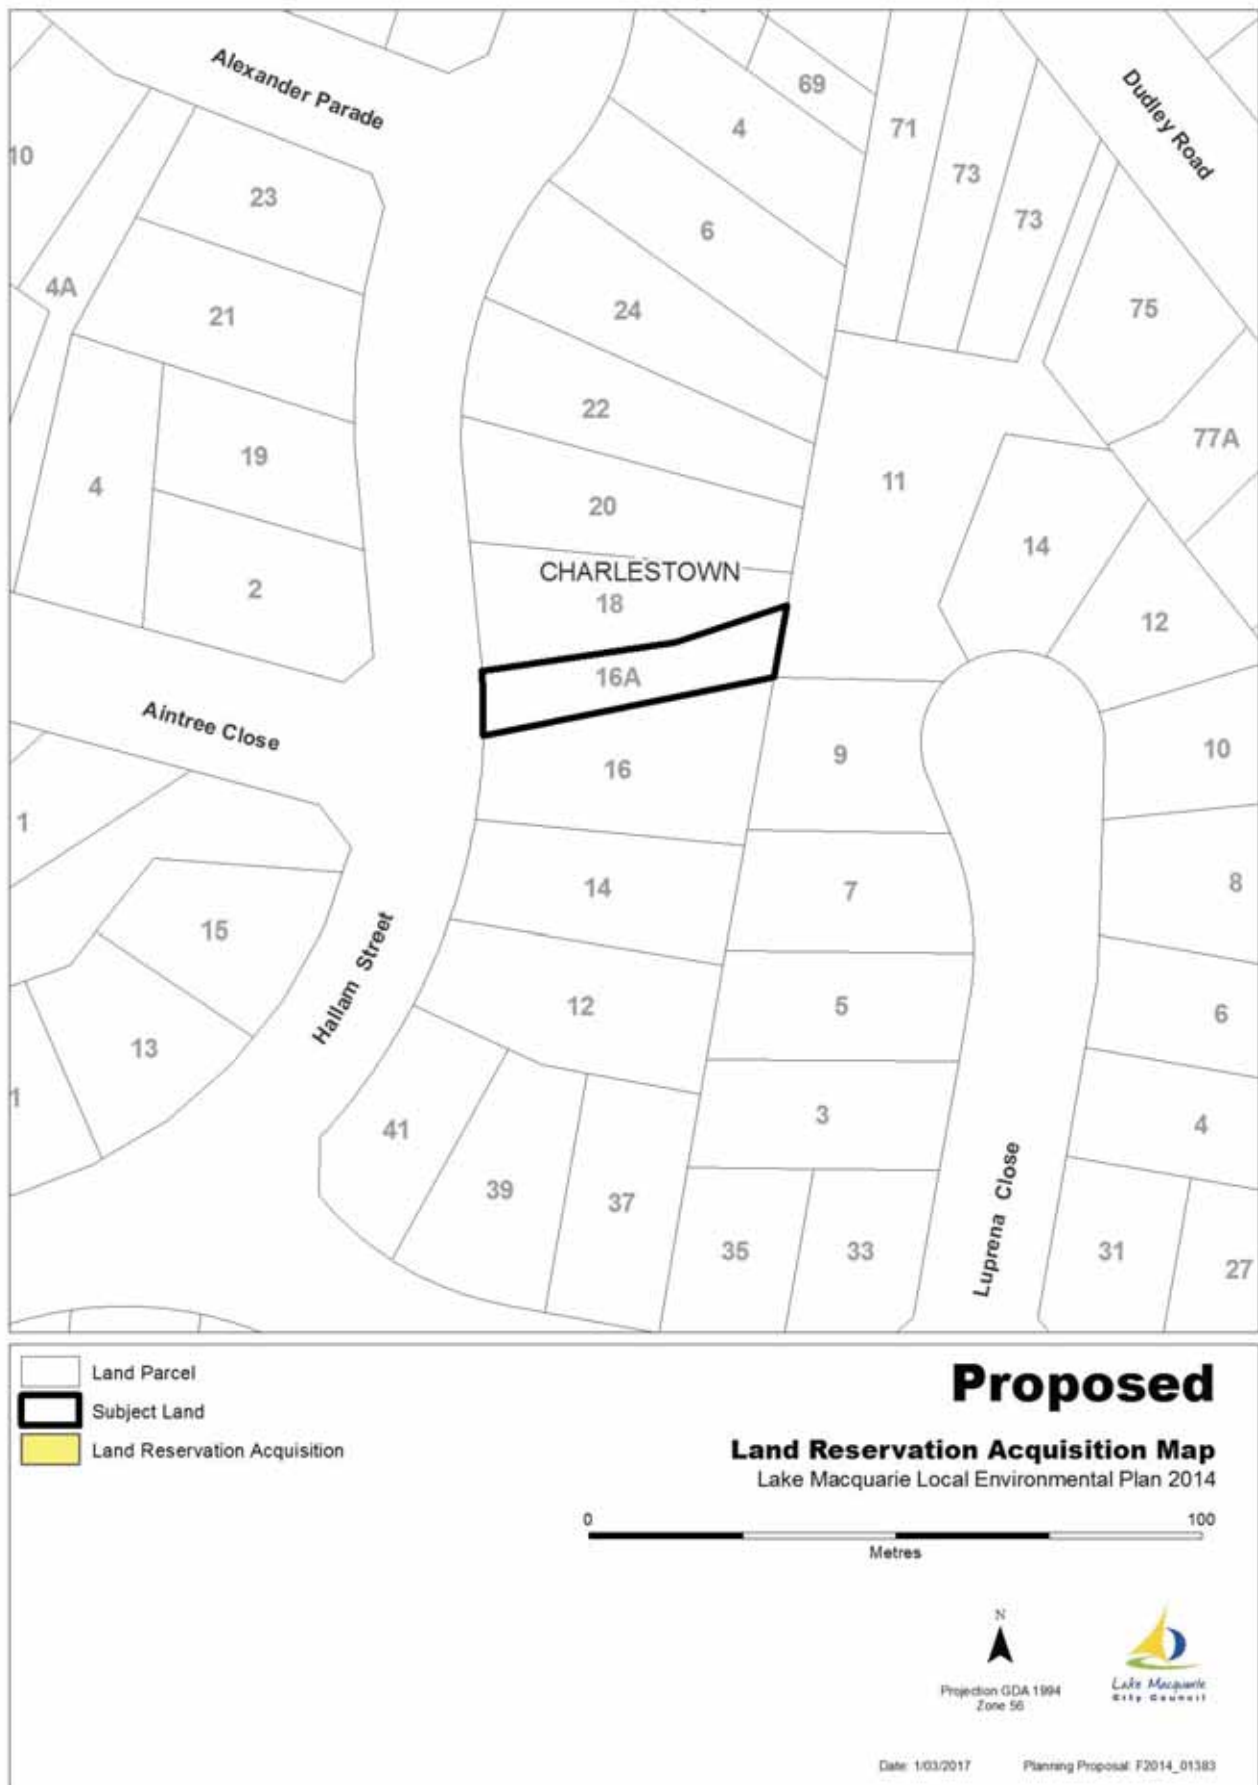 Alexander Parade
Dudley Road
69
4
71
10
73
23
73
6
4A
24
75
21
22
77A
19
11
4
20
14
CHARLESTOWN
2
18
12
16A
Aintree Close
10
9
16
1
8
14
7
15
Hallam Street
12
5
6
13
1
3
4
41
Luprena Close
39
37
35
33
31
27
Land Parcel
Subject Land
Land Reservation Acquisition
Proposed
Land Reservation Acquisition Map
Lake Macquarie Local Environmental Plan 2014
0 100
Metres
N
Projection GDA 1994
Zone 56
Lake Macquarie
City Council
Date: 1/03/2017 Planning Proposal: F2014_01383